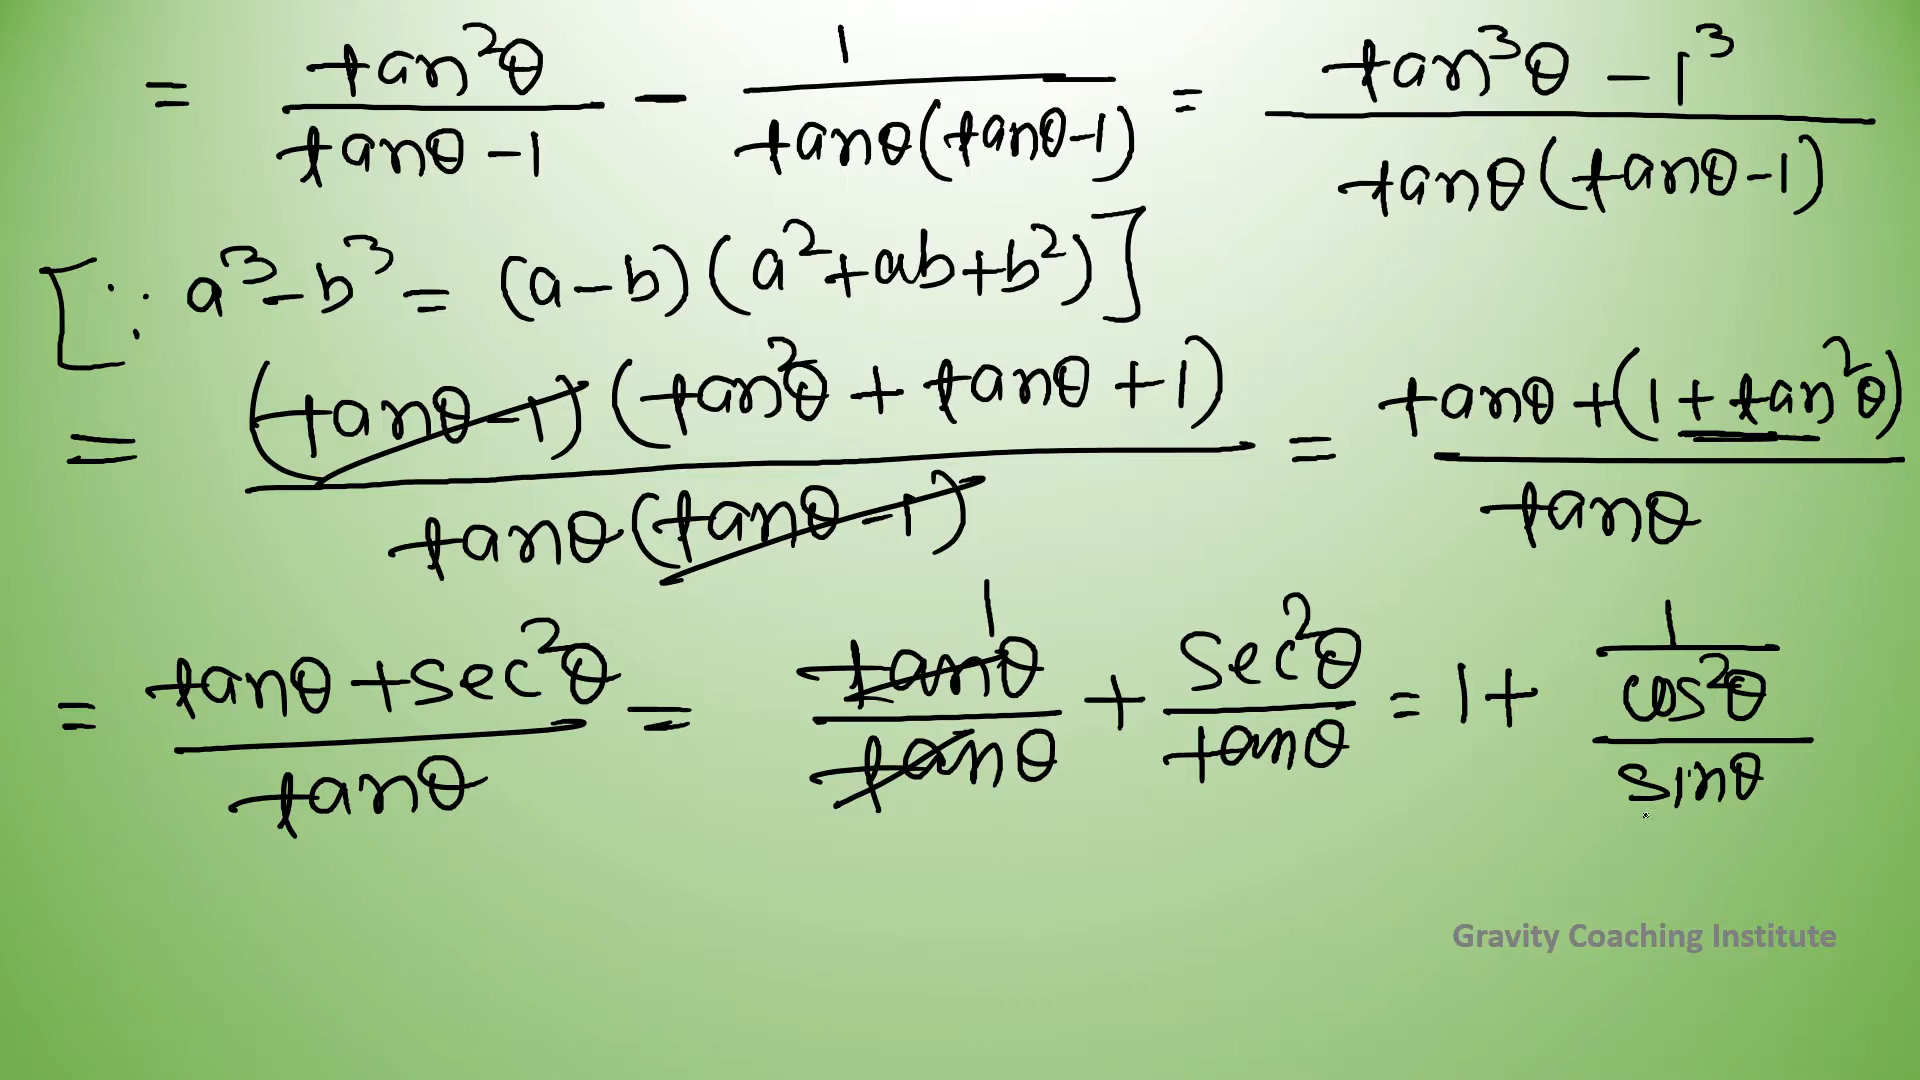 = tan²θ/(tanθ-1) - 1/(tanθ(tanθ-1)) = (tan³θ - 1³)/(tanθ(tanθ-1))
[∵ a³-b³ = (a-b)(a²+ab+b²)]
= (tanθ-1)(tan²θ + tanθ + 1)/(tanθ(tanθ-1)) = (tanθ+(1+tan²θ))/tanθ
= (tanθ+sec²θ)/tanθ = 1 tanθ/tanθ + sec²θ/tanθ = 1 + (1/cos²θ)/sinθ
Gravity Coaching Institute